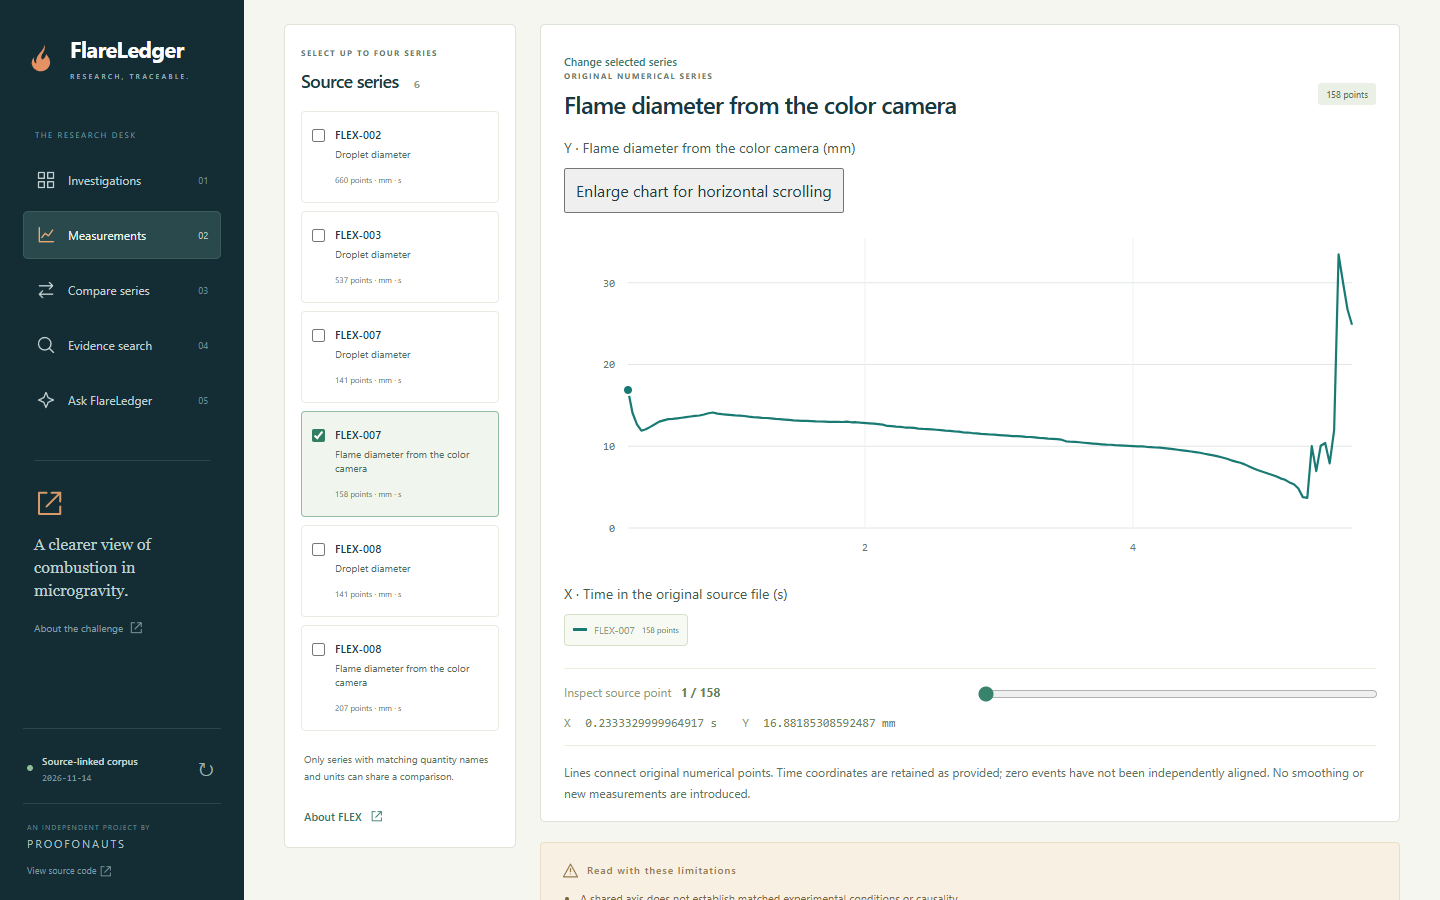 FlareLedger
RESEARCH, TRACEABLE.
THE RESEARCH DESK
Investigations 01
Measurements 02
Compare series 03
Evidence search 04
Ask FlareLedger 05
A clearer view of
combustion in
microgravity.
About the challenge
Source-linked corpus
2026-11-14
AN INDEPENDENT PROJECT BY
PROOFONAUTS
View source code
SELECT UP TO FOUR SERIES
Source series 6
FLEX-002
Droplet diameter
660 points · mm · s
FLEX-003
Droplet diameter
537 points · mm · s
FLEX-007
Droplet diameter
141 points · mm · s
FLEX-007
Flame diameter from the color
camera
158 points · mm · s
FLEX-008
Droplet diameter
141 points · mm · s
FLEX-008
Flame diameter from the color
camera
207 points · mm · s
Only series with matching quantity names
and units can share a comparison.
About FLEX
Change selected series
ORIGINAL NUMERICAL SERIES
Flame diameter from the color camera
158 points
Y · Flame diameter from the color camera (mm)
Enlarge chart for horizontal scrolling
30
20
10
0
2 4
X · Time in the original source file (s)
FLEX-007 158 points
Inspect source point 1 / 158
X 0.2333329999964917 s Y 16.88185308592487 mm
Lines connect original numerical points. Time coordinates are retained as provided; zero events have not been independently aligned. No smoothing or
new measurements are introduced.
Read with these limitations
A shared axis does not establish matched experimental conditions or causality.